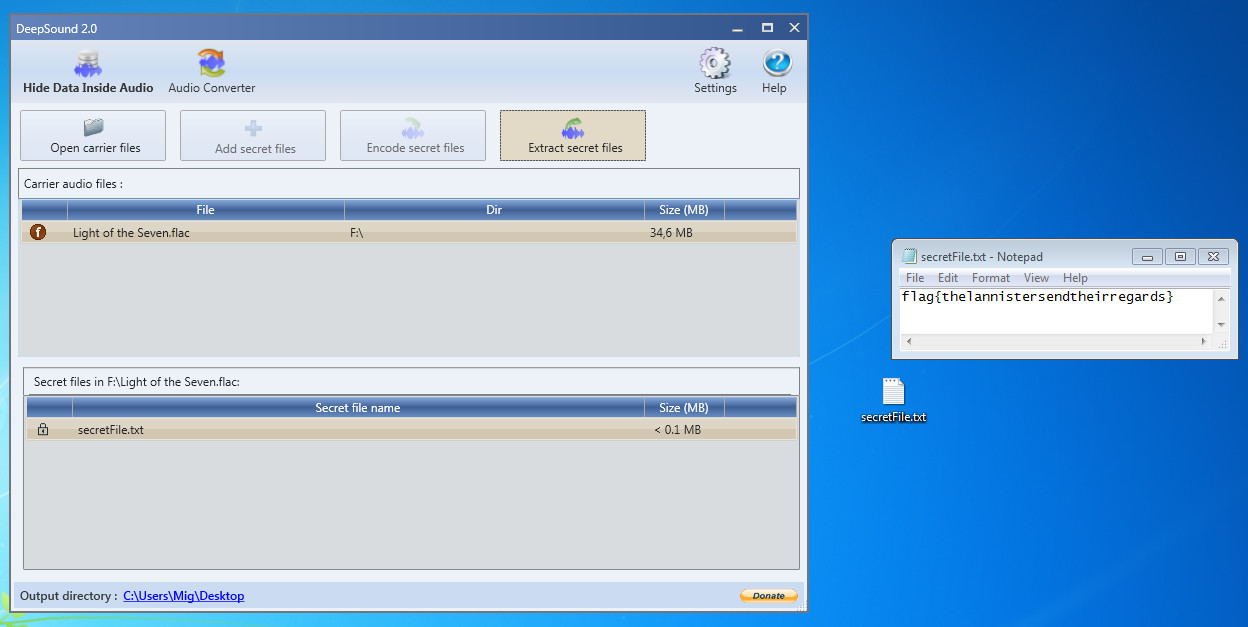 DeepSound 2.0
Hide Data Inside Audio
Audio Converter
Settings
Help
Open carrier files
Add secret files
Encode secret files
Extract secret files
Carrier audio files :
File Dir Size (MB)
f Light of the Seven.flac F:\ 34,6 MB
Secret files in F:\Light of the Seven.flac:
Secret file name Size (MB)
secretFile.txt < 0.1 MB
Output directory : C:\Users\Mig\Desktop
Donate
secretFile.txt - Notepad
File Edit Format View Help
flag{thelannistersendtheirregards}
secretFile.txt